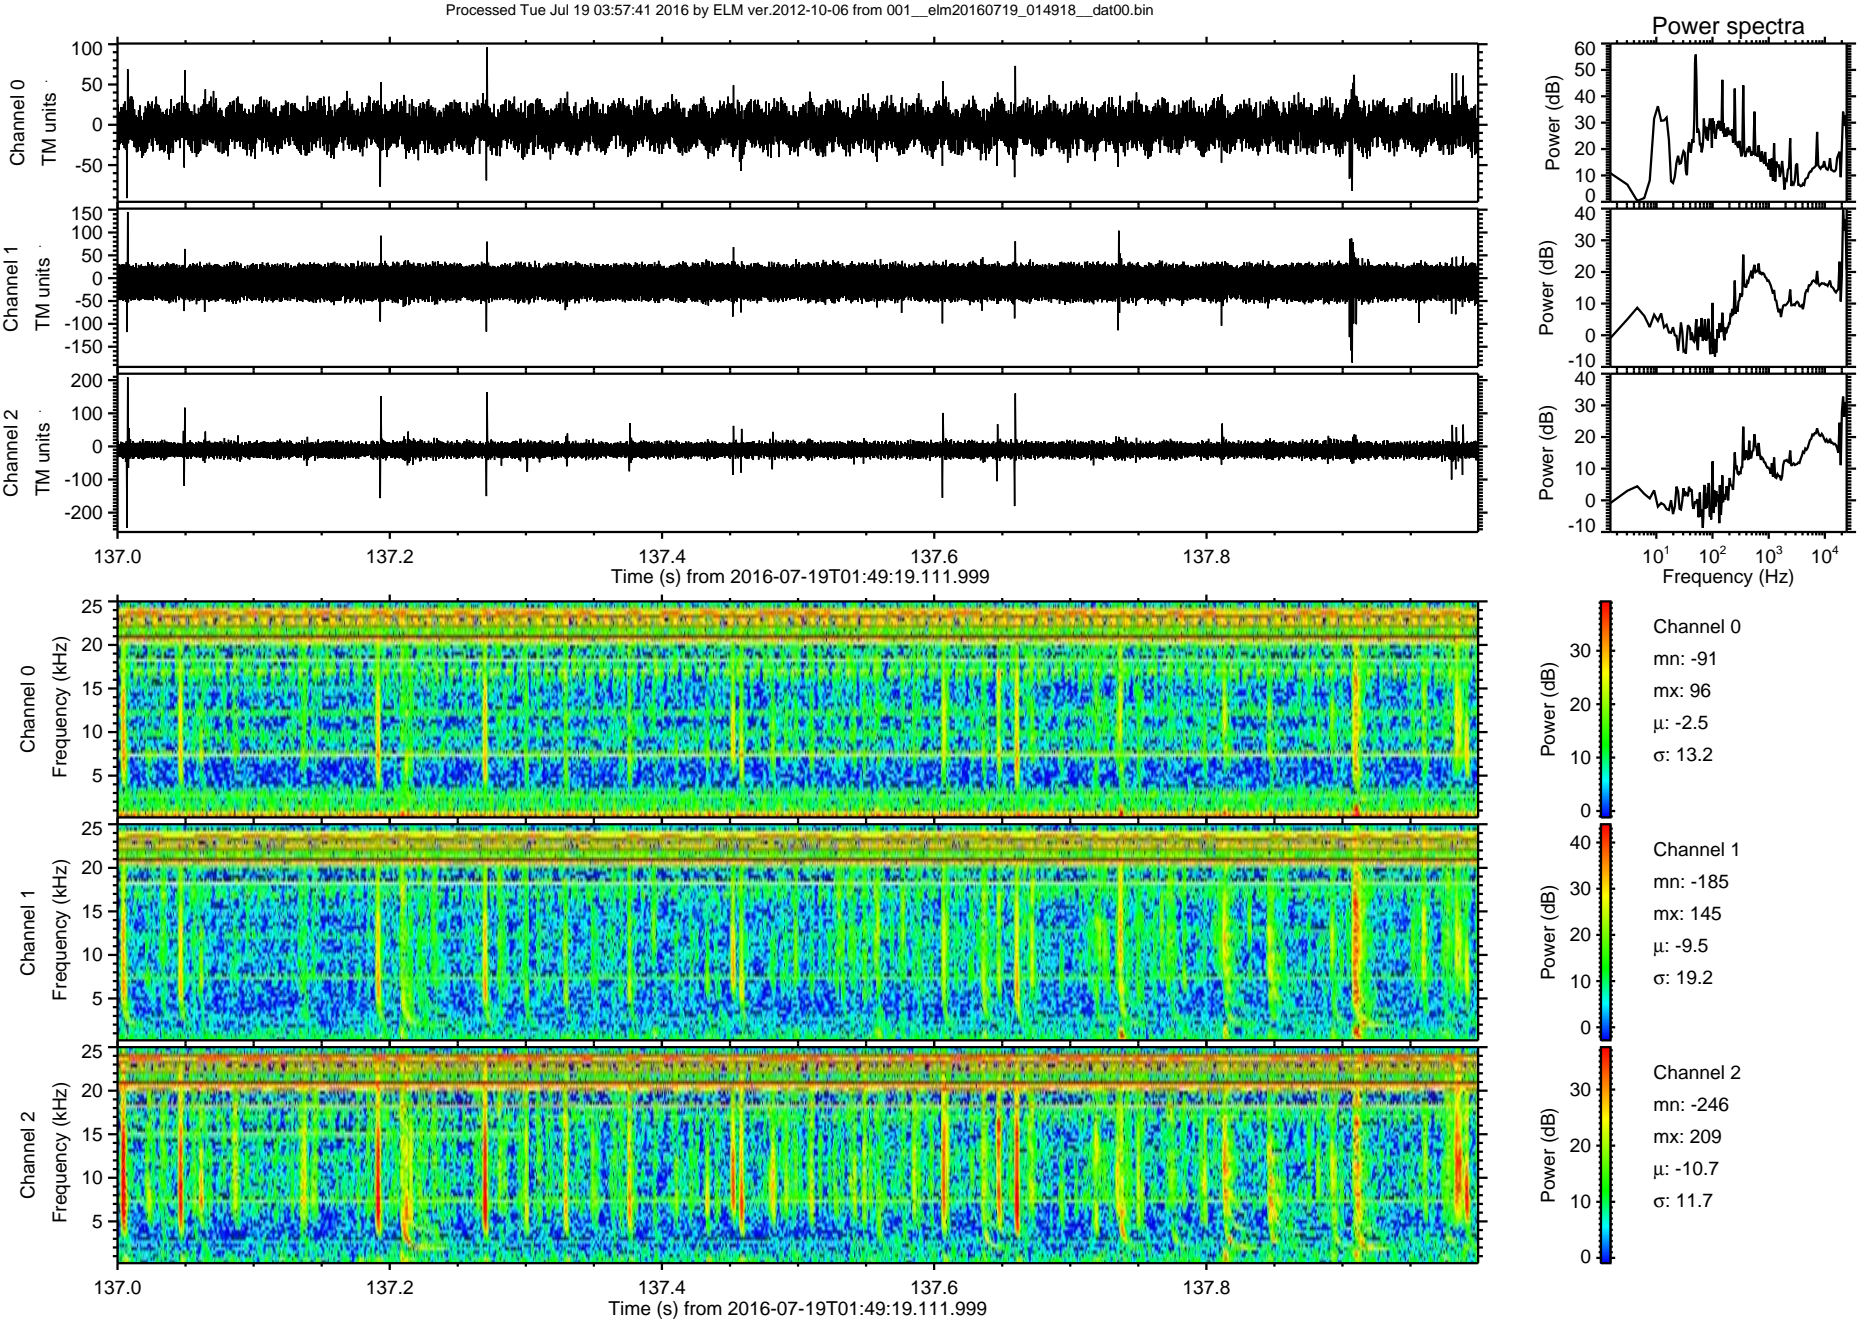 Processed Tue Jul 19 03:57:41 2016 by ELM ver.2012-10-06 from 001__elm20160719_014918__dat00.bin
Power spectra
Channel 0
TM units
100
50
0
-50
Power (dB)
60
50
40
30
20
10
0
Channel 1
TM units
150
100
50
0
-50
-100
-150
Power (dB)
40
30
20
10
0
-10
Channel 2
TM units
200
100
0
-100
-200
Power (dB)
40
30
20
10
0
-10
137.0 137.2 137.4 137.6 137.8
Time (s) from 2016-07-19T01:49:19.111.999
10^1 10^2 10^3 10^4
Frequency (Hz)
Channel 0
Frequency (kHz)
25
20
15
10
5
Power (dB)
30
20
10
0
Channel 0
mn: -91
mx: 96
μ: -2.5
σ: 13.2
Channel 1
Frequency (kHz)
25
20
15
10
5
Power (dB)
40
30
20
10
0
Channel 1
mn: -185
mx: 145
μ: -9.5
σ: 19.2
Channel 2
Frequency (kHz)
25
20
15
10
5
Power (dB)
30
20
10
0
Channel 2
mn: -246
mx: 209
μ: -10.7
σ: 11.7
137.0 137.2 137.4 137.6 137.8
Time (s) from 2016-07-19T01:49:19.111.999